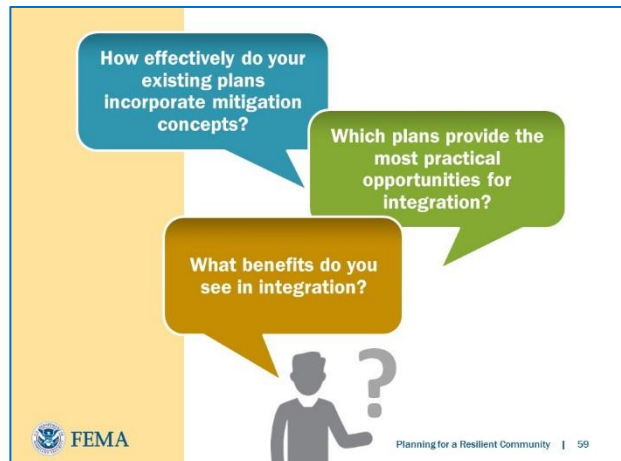 How effectively do your
existing plans
incorporate mitigation
concepts?
Which plans provide the
most practical
opportunities for
integration?
What benefits do you
see in integration?
?
FEMA
Planning for a Resilient Community | 59